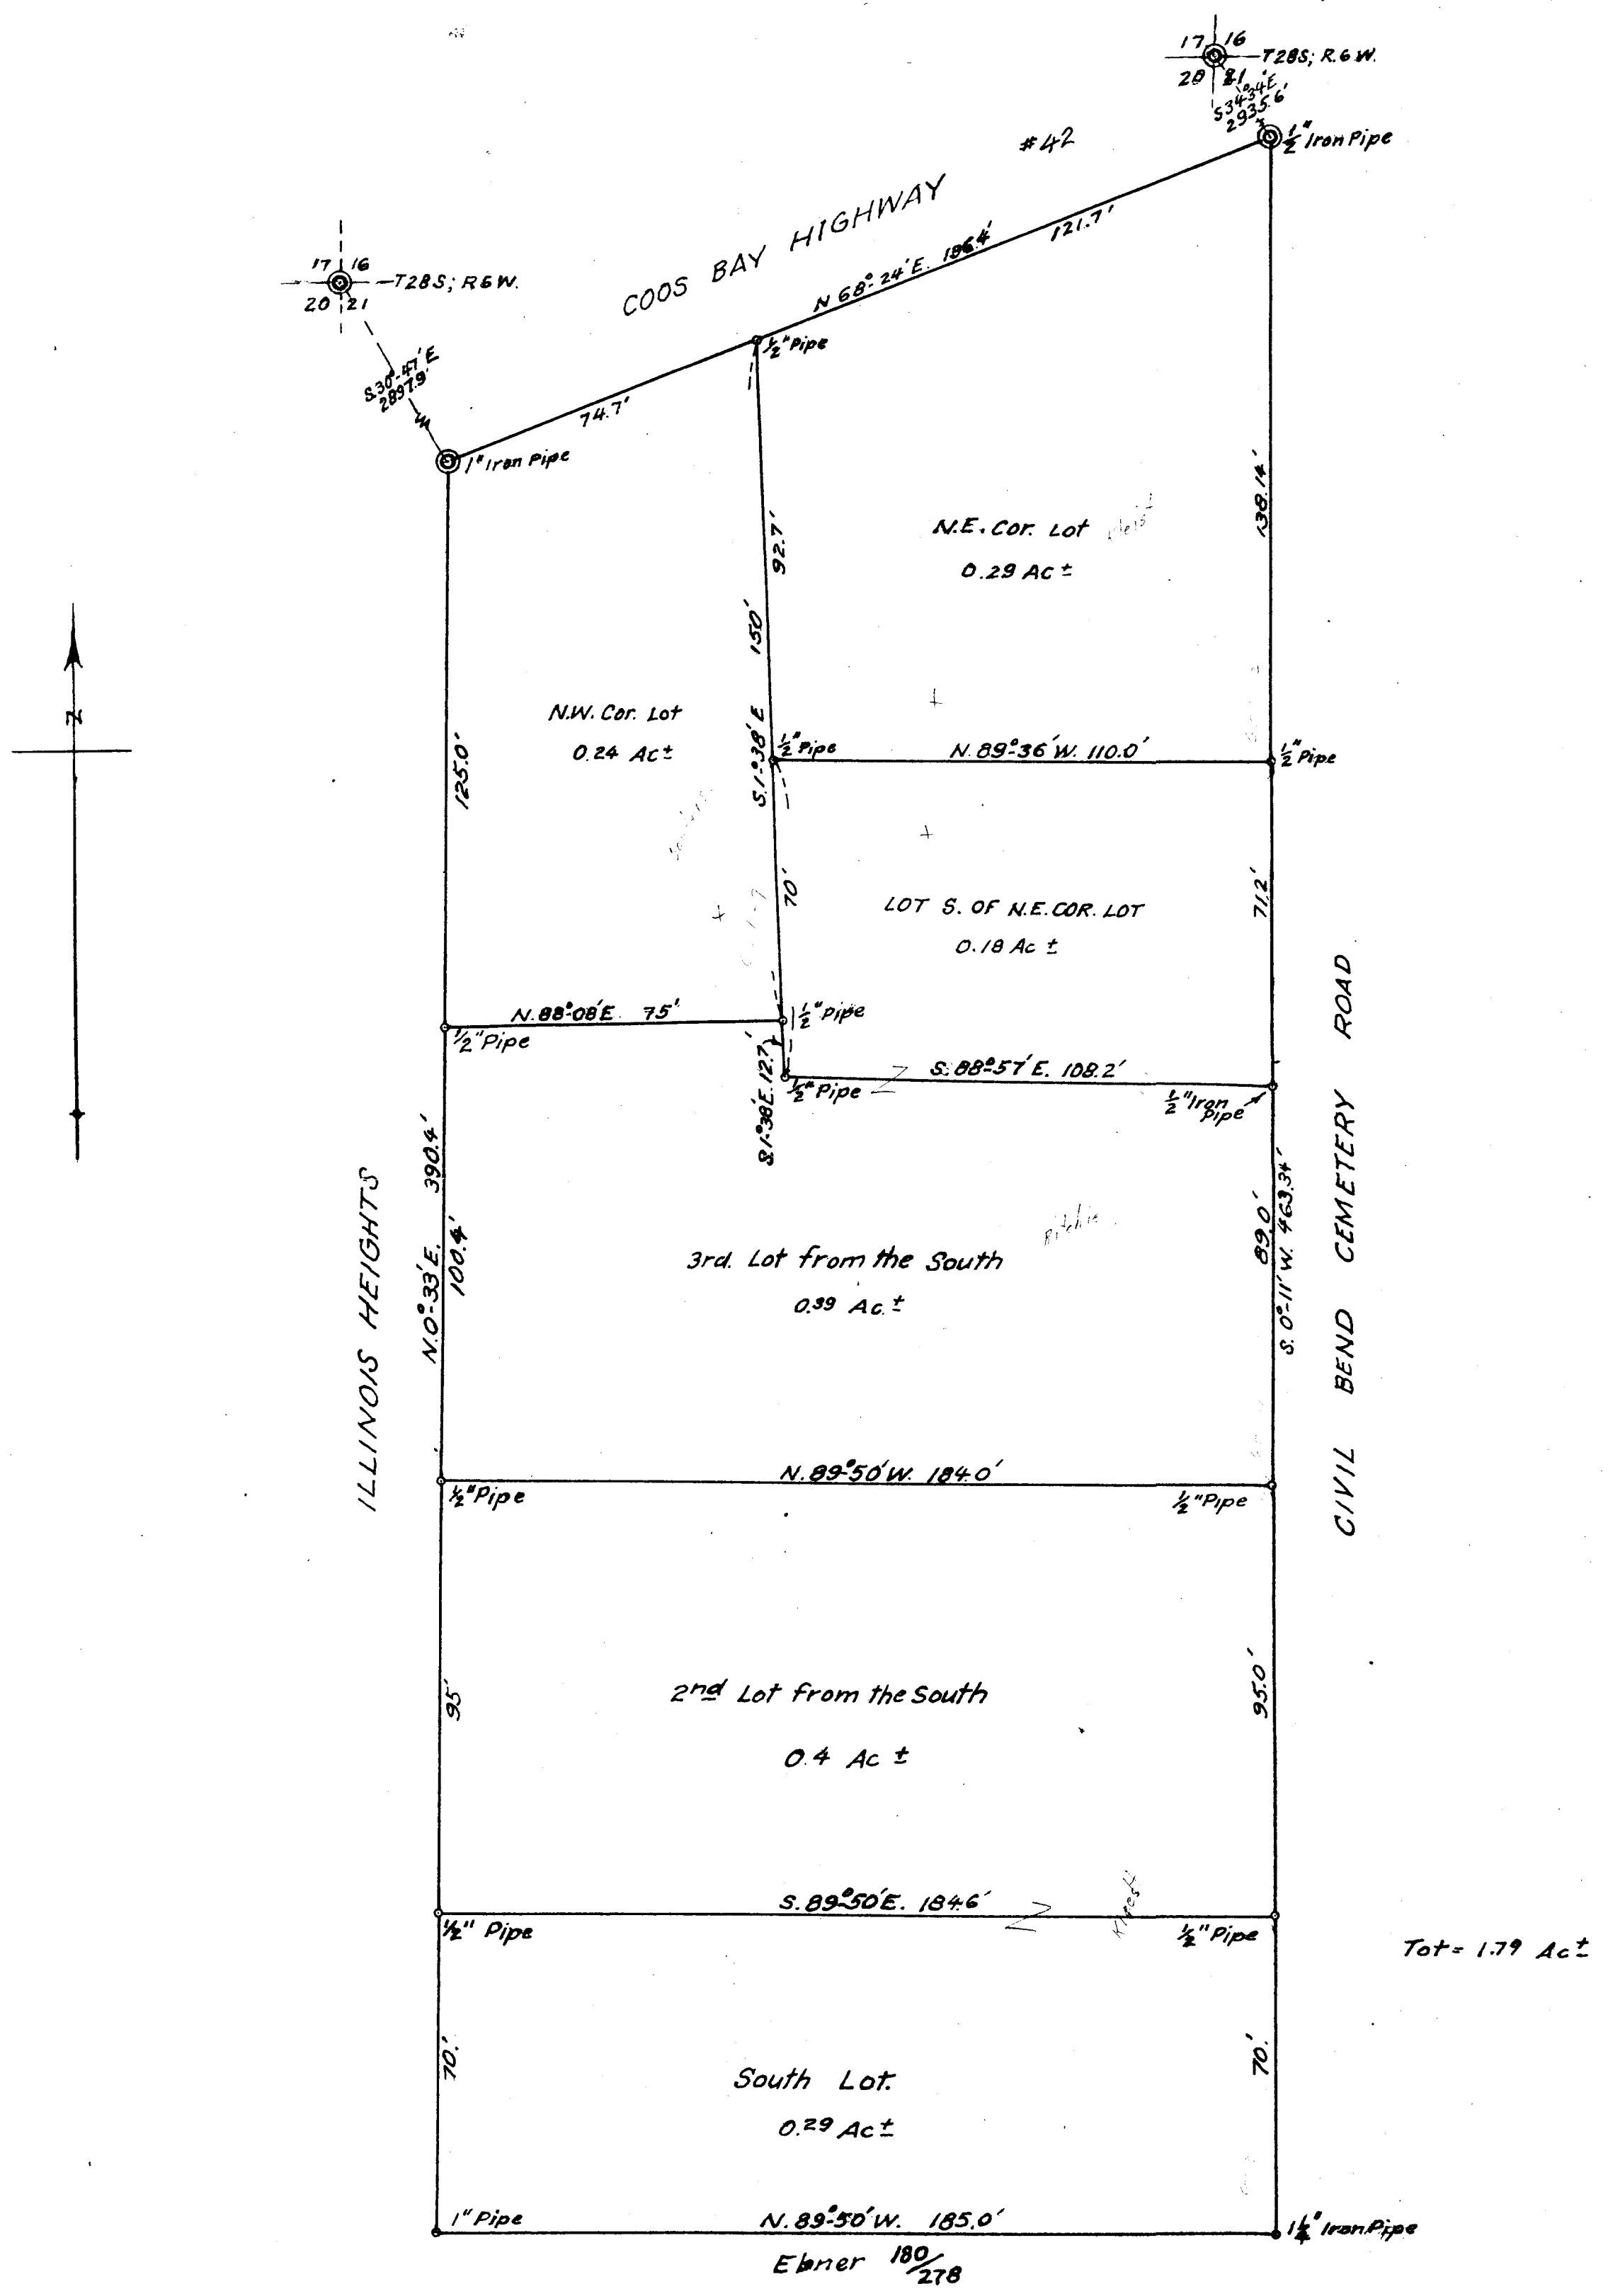 17 16
T28S; R.6W.
20 21
S34°34'E
2935.6'
1/2" Iron Pipe
#42
COOS BAY HIGHWAY
N 68°-24' E. 196.4'
121.7'
17 16
T28S; R6W.
20 21
S.30°-47'E
2897.9'
1/2" Pipe
74.7'
1" Iron Pipe
138.14'
92.7'
N.E. Cor. Lot
0.29 Ac ±
S.1°-38' E 150'
N
N.W. Cor. Lot
0.24 Ac ±
125.0'
1/2" Pipe
N. 89°-36' W. 110.0'
1/2" Pipe
70'
71.2'
LOT S. OF N.E. COR. LOT
0.18 Ac ±
N. 88°-08' E. 75'
1/2" Pipe
1/2" Pipe
S.1°-38' E. 12.7'
S. 88°-57' E. 108.2'
1/2" Pipe
1/2" Iron Pipe
ILLINOIS HEIGHTS
N.0°-33' E. 390.4'
100.4'
Ritchie
3rd. Lot from the South
0.39 Ac. ±
89.0'
S. 0°-11' W. 463.34'
CIVIL BEND CEMETERY ROAD
N. 89°-50' W. 184.0'
1/2" Pipe
1/2" Pipe
95'
95.0'
2nd Lot from the South
0.4 Ac ±
S. 89°-50' E. 184.6'
1/2" Pipe
1/2" Pipe
Tot = 1.79 Ac ±
70.'
70.'
South Lot.
0.29 Ac ±
1" Pipe
N. 89°-50' W. 185.0'
1 1/4" Iron Pipe
Ebner 180/278